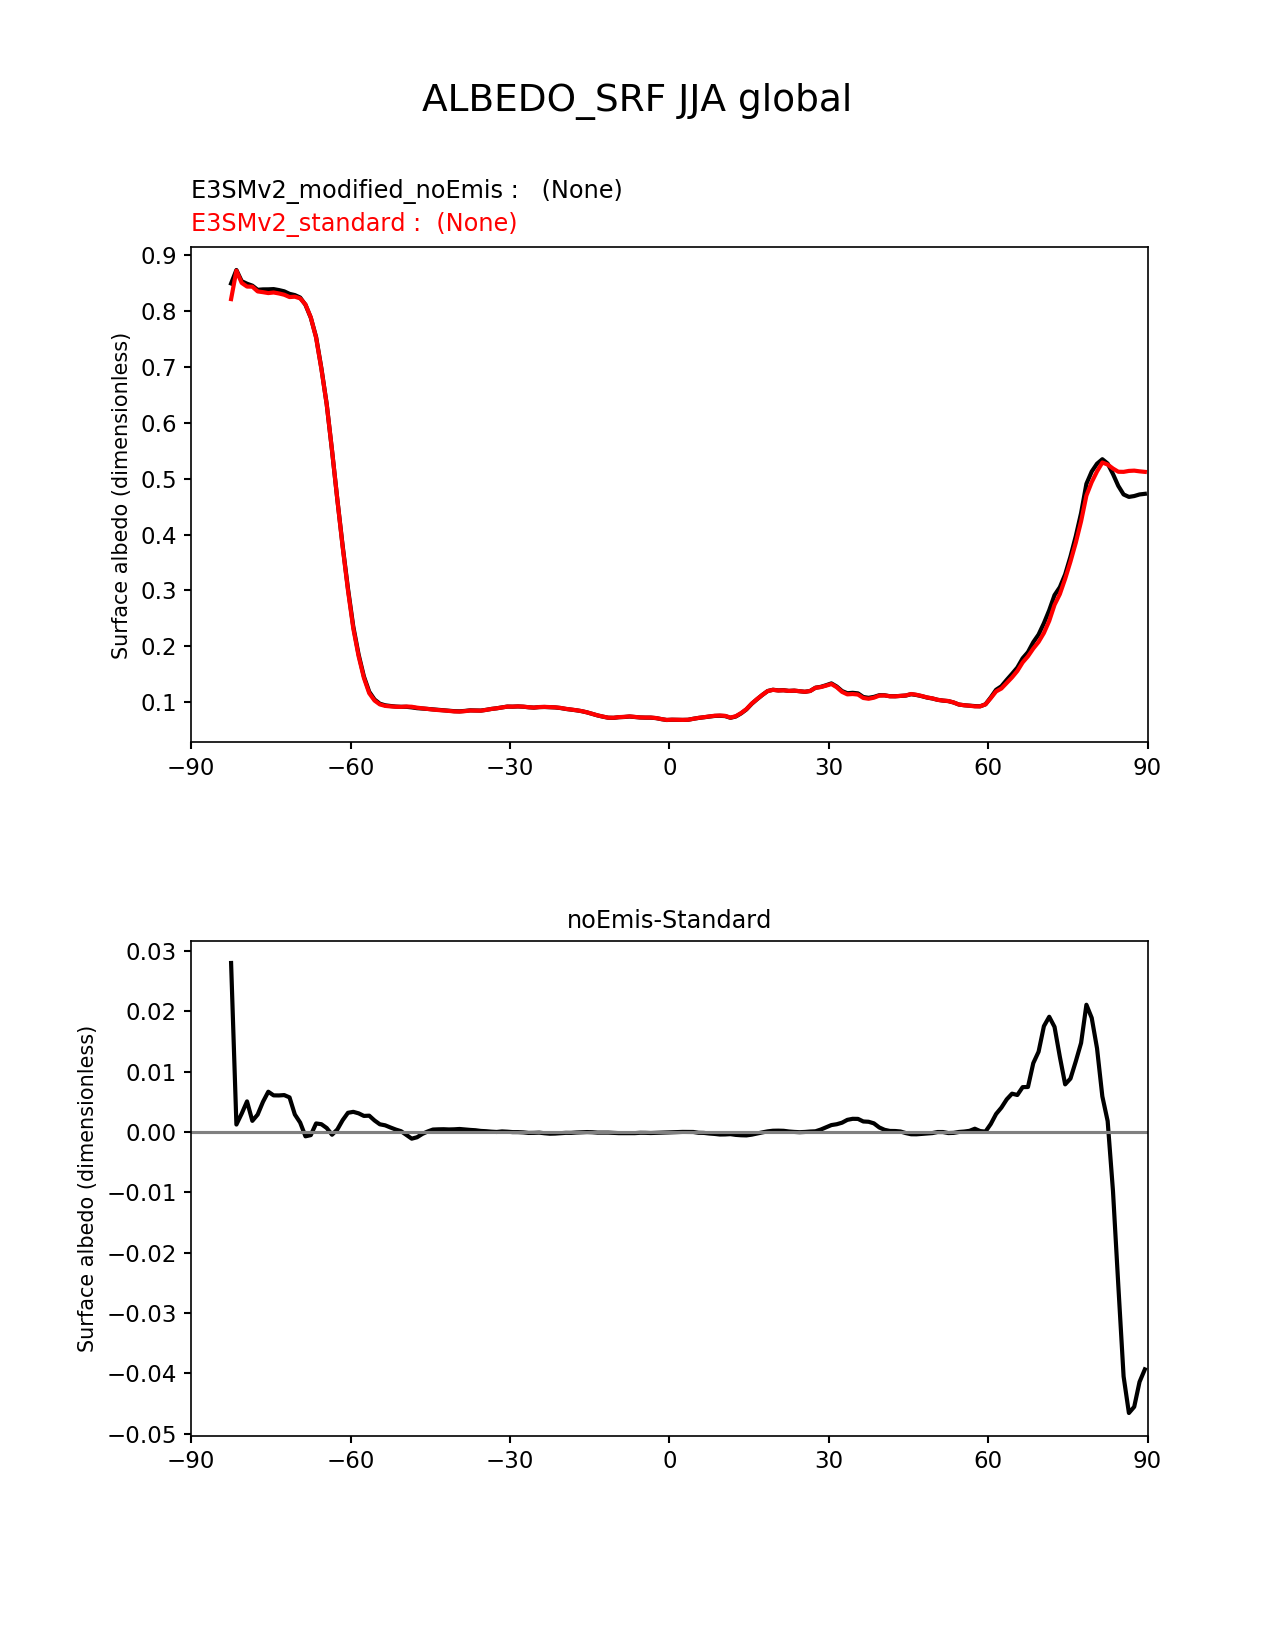 ALBEDO_SRF JJA global
E3SMv2_modified_noEmis :   (None)
E3SMv2_standard :  (None)
Surface albedo (dimensionless)
0.9
0.8
0.7
0.6
0.5
0.4
0.3
0.2
0.1
−90 −60 −30 0 30 60 90
noEmis-Standard
Surface albedo (dimensionless)
0.03
0.02
0.01
0.00
−0.01
−0.02
−0.03
−0.04
−0.05
−90 −60 −30 0 30 60 90